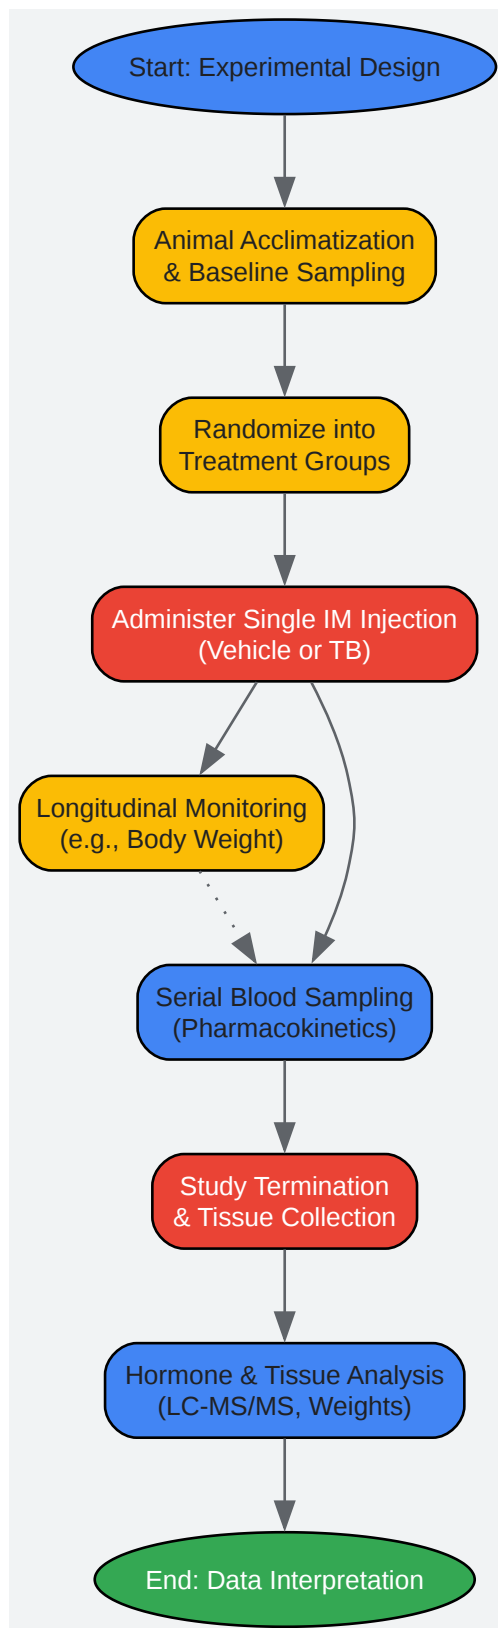 Start: Experimental Design
Animal Acclimatization
& Baseline Sampling
Randomize into
Treatment Groups
Administer Single IM Injection
(Vehicle or TB)
Longitudinal Monitoring
(e.g., Body Weight)
Serial Blood Sampling
(Pharmacokinetics)
Study Termination
& Tissue Collection
Hormone & Tissue Analysis
(LC-MS/MS, Weights)
End: Data Interpretation